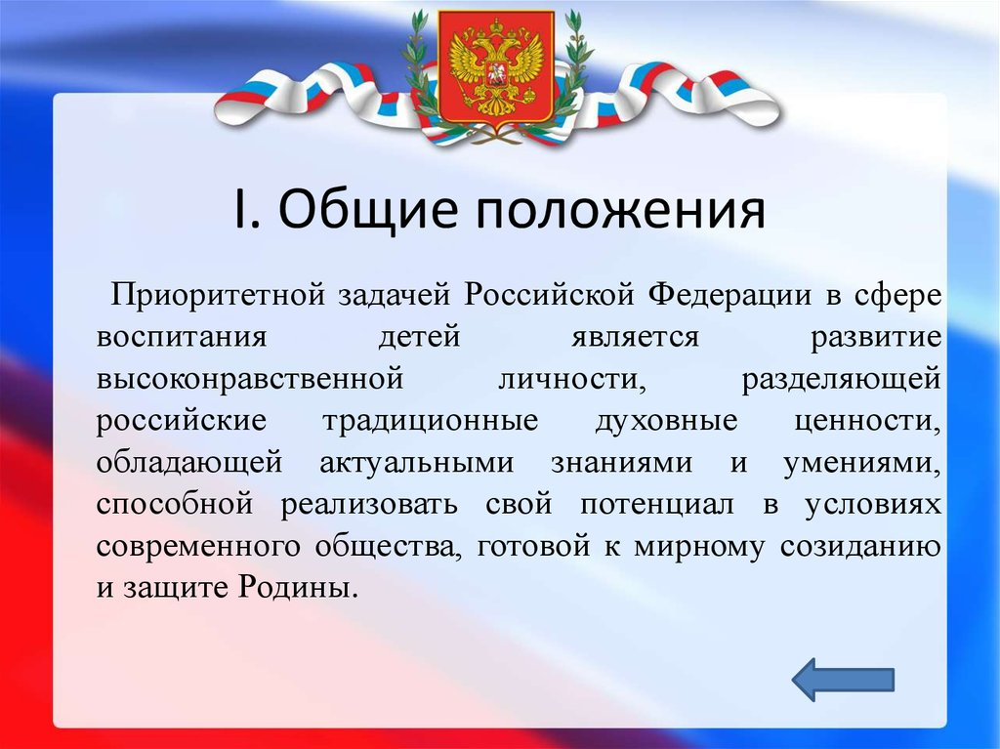 I. Общие положения
Приоритетной задачей Российской Федерации в сфере
воспитания детей является развитие
высоконравственной личности, разделяющей
российские традиционные духовные ценности,
обладающей актуальными знаниями и умениями,
способной реализовать свой потенциал в условиях
современного общества, готовой к мирному созиданию
и защите Родины.